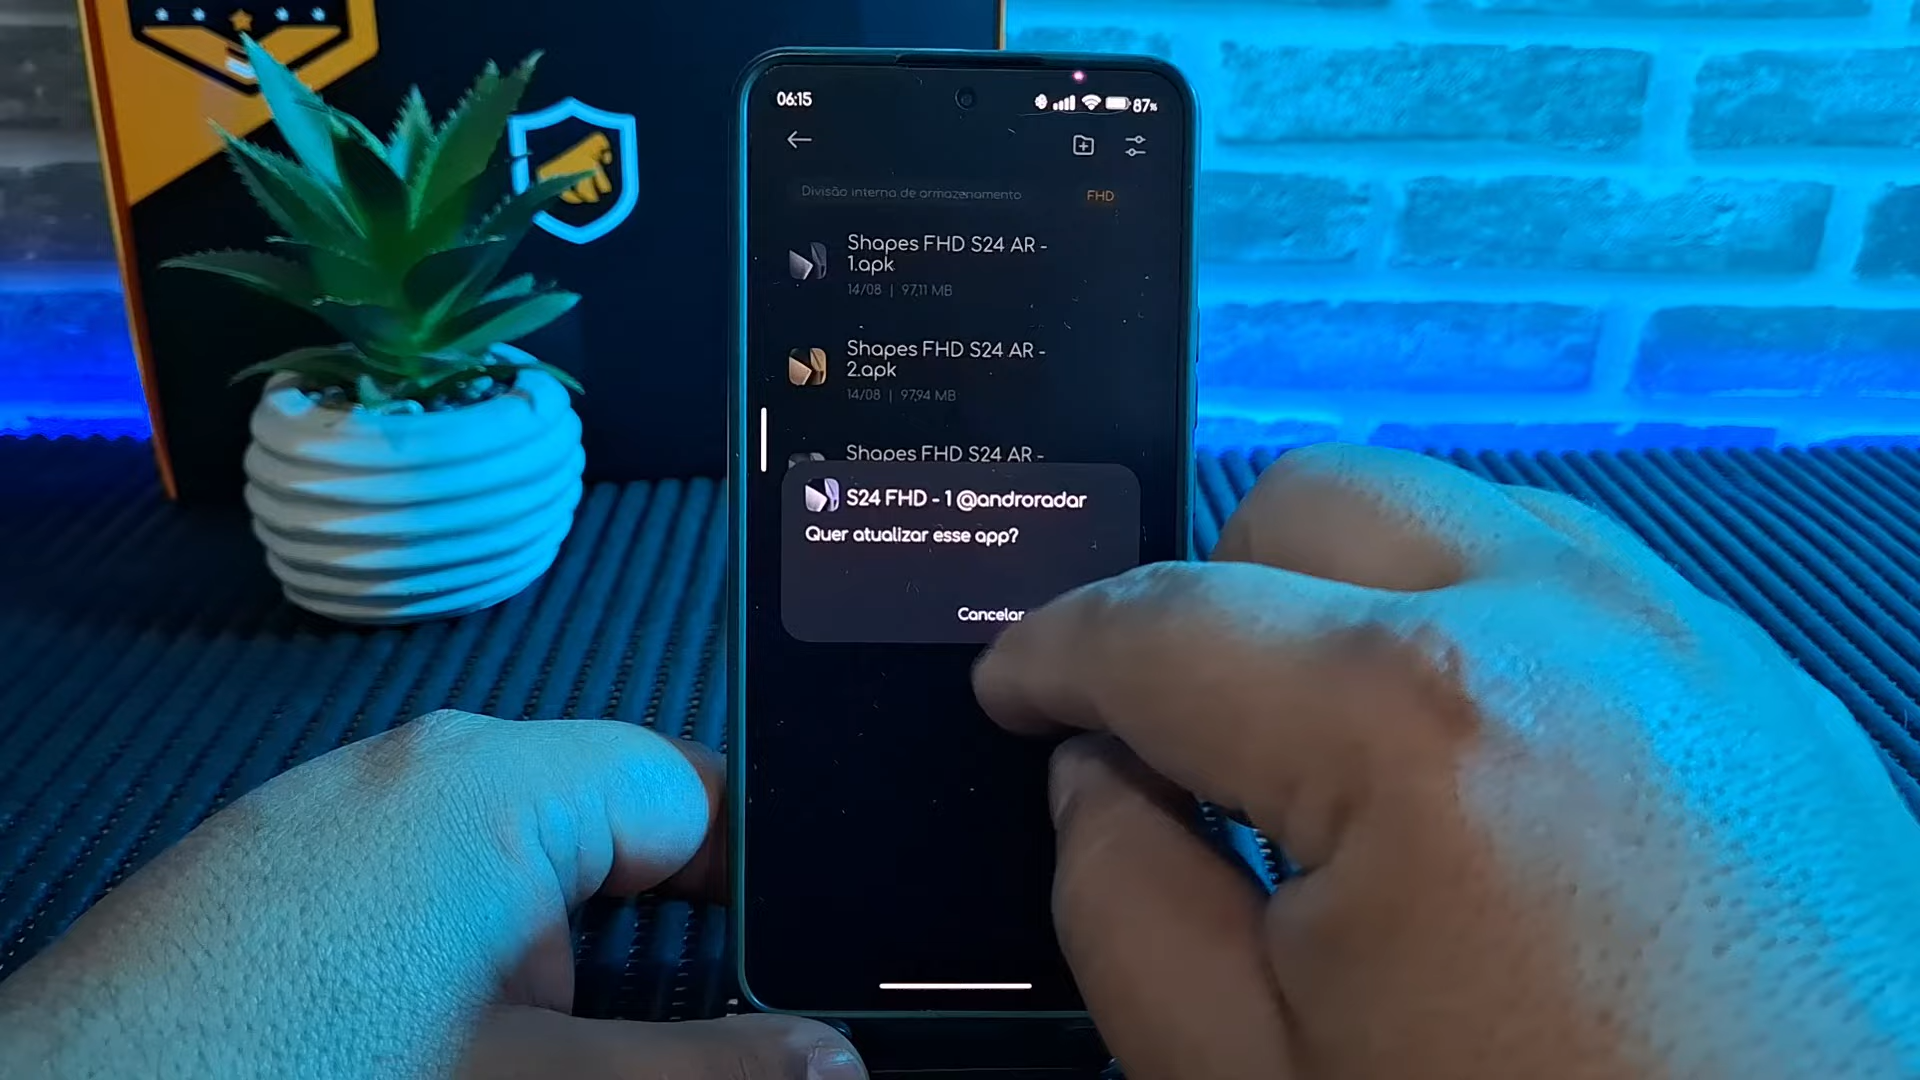 06:15
87%
Divisão interna de armazenamento
FHD
Shapes FHD S24 AR -
1.apk
14/08 | 97,11 MB
Shapes FHD S24 AR -
2.apk
14/08 | 97,94 MB
Shapes FHD S24 AR -
S24 FHD - 1 @androradar
Quer atualizar esse app?
Cancelar